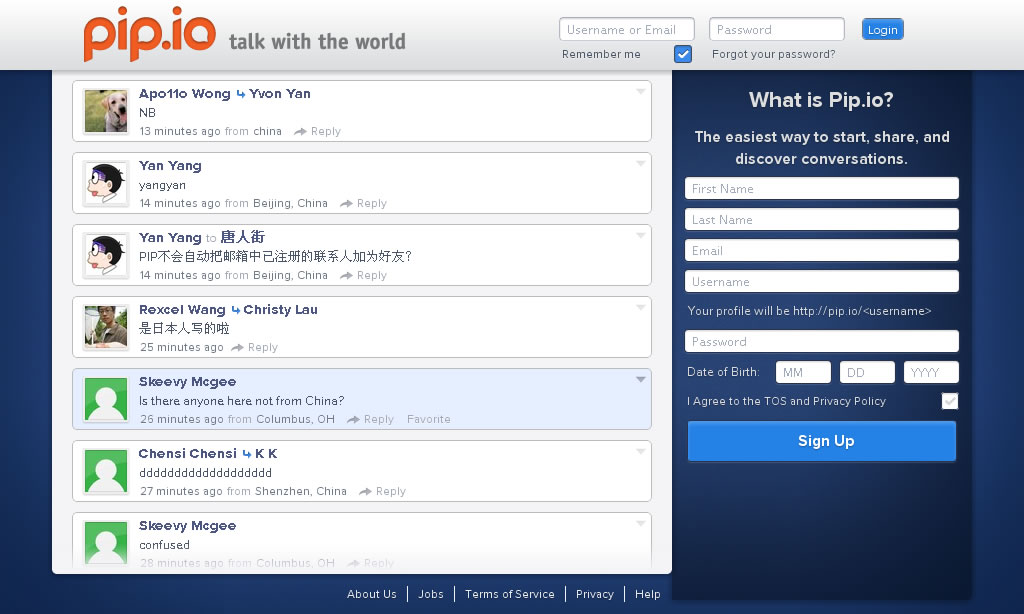 pip.io talk with the world
Username or Email
Password
Login
Remember me
Forgot your password?
Apo11o Wong ↳ Yvon Yan
NB
13 minutes ago from china Reply
Yan Yang
yangyan
14 minutes ago from Beijing, China Reply
Yan Yang to 唐人街
PIP不会自动把邮箱中已注册的联系人加为好友?
14 minutes ago from Beijing, China Reply
Rexcel Wang ↳ Christy Lau
是日本人写的啦
25 minutes ago Reply
Skeevy Mcgee
Is there anyone here not from China?
26 minutes ago from Columbus, OH Reply Favorite
Chensi Chensi ↳ K K
ddddddddddddddddddd
27 minutes ago from Shenzhen, China Reply
Skeevy Mcgee
confused
28 minutes ago from Columbus, OH Reply
What is Pip.io?
The easiest way to start, share, and
discover conversations.
First Name
Last Name
Email
Username
Your profile will be http://pip.io/<username>
Password
Date of Birth: MM DD YYYY
I Agree to the TOS and Privacy Policy
Sign Up
About Us | Jobs | Terms of Service | Privacy | Help